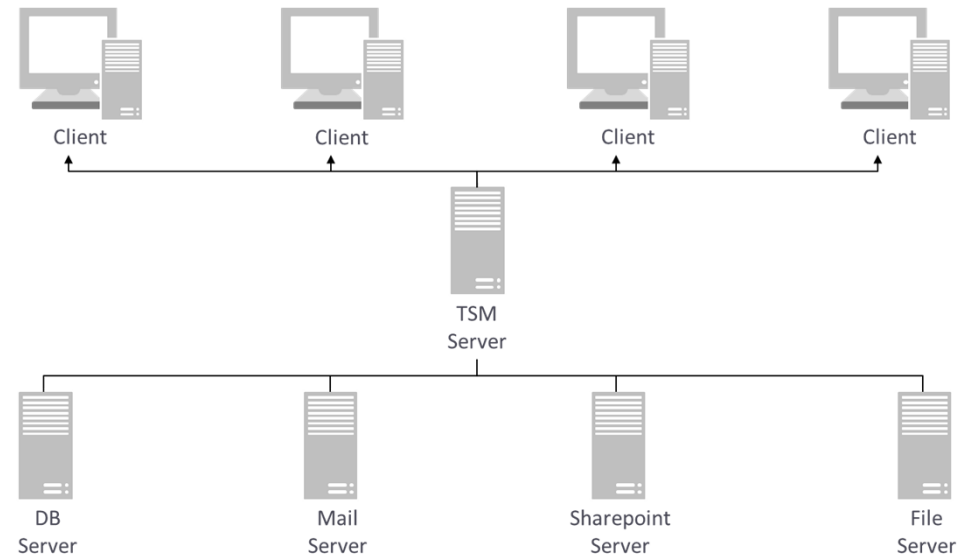 Client
Client
Client
Client
TSM
Server
DB
Server
Mail
Server
Sharepoint
Server
File
Server